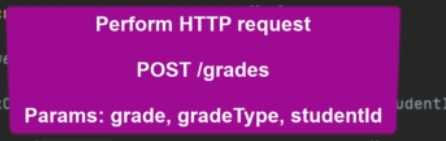 Perform HTTP request
POST /grades
Params: grade, gradeType, studentId